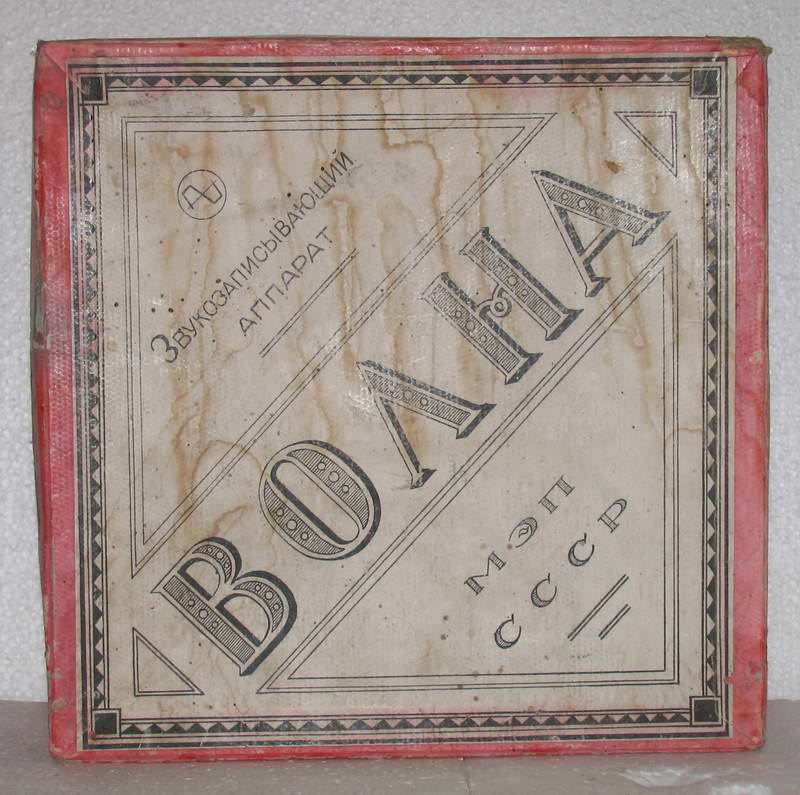 Звукозаписывающий
аппарат
ВОЛНА
МЭП
СССР